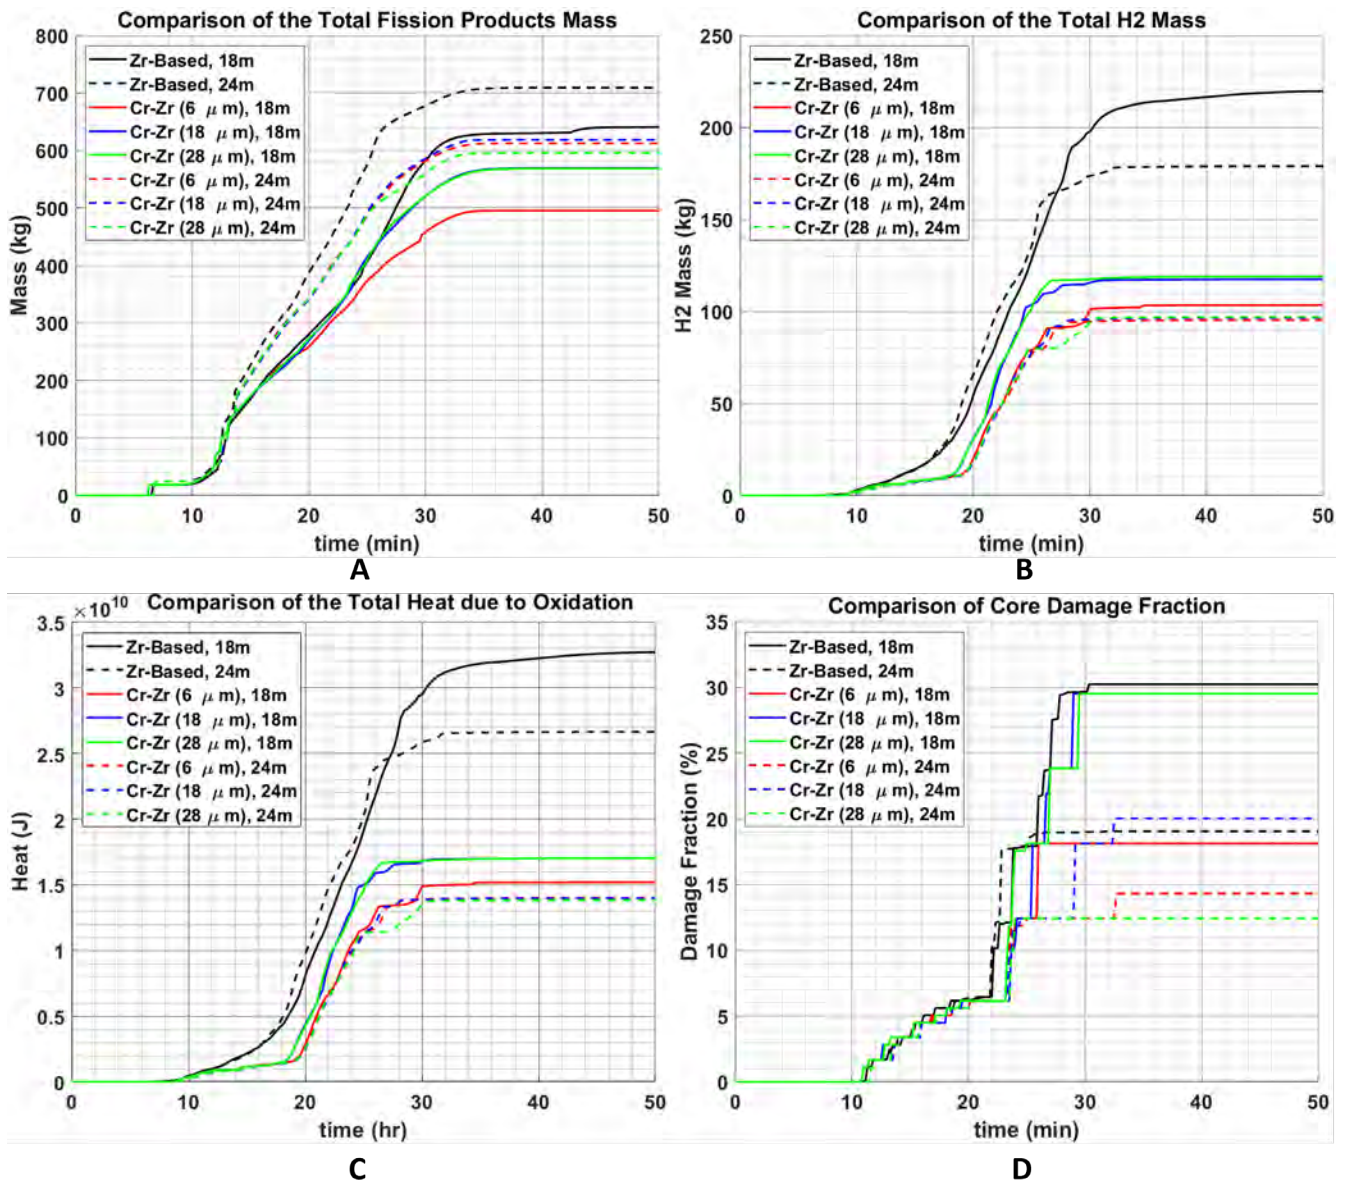 Comparison of the Total Fission Products Mass
800
700
600
500
400
300
200
100
0
Mass (kg)
Zr-Based, 18m
Zr-Based, 24m
Cr-Zr (6 μ m), 18m
Cr-Zr (18 μ m), 18m
Cr-Zr (28 μ m), 18m
Cr-Zr (6 μ m), 24m
Cr-Zr (18 μ m), 24m
Cr-Zr (28 μ m), 24m
0 10 20 30 40 50
time (min)
A
Comparison of the Total H2 Mass
250
200
150
100
50
0
H2 Mass (kg)
Zr-Based, 18m
Zr-Based, 24m
Cr-Zr (6 μ m), 18m
Cr-Zr (18 μ m), 18m
Cr-Zr (28 μ m), 18m
Cr-Zr (6 μ m), 24m
Cr-Zr (18 μ m), 24m
Cr-Zr (28 μ m), 24m
0 10 20 30 40 50
time (min)
B
×10^10 Comparison of the Total Heat due to Oxidation
3.5
3
2.5
2
1.5
1
0.5
0
Heat (J)
Zr-Based, 18m
Zr-Based, 24m
Cr-Zr (6 μ m), 18m
Cr-Zr (18 μ m), 18m
Cr-Zr (28 μ m), 18m
Cr-Zr (6 μ m), 24m
Cr-Zr (18 μ m), 24m
Cr-Zr (28 μ m), 24m
0 10 20 30 40 50
time (hr)
C
Comparison of Core Damage Fraction
35
30
25
20
15
10
5
0
Damage Fraction (%)
Zr-Based, 18m
Zr-Based, 24m
Cr-Zr (6 μ m), 18m
Cr-Zr (18 μ m), 18m
Cr-Zr (28 μ m), 18m
Cr-Zr (6 μ m), 24m
Cr-Zr (18 μ m), 24m
Cr-Zr (28 μ m), 24m
0 10 20 30 40 50
time (min)
D